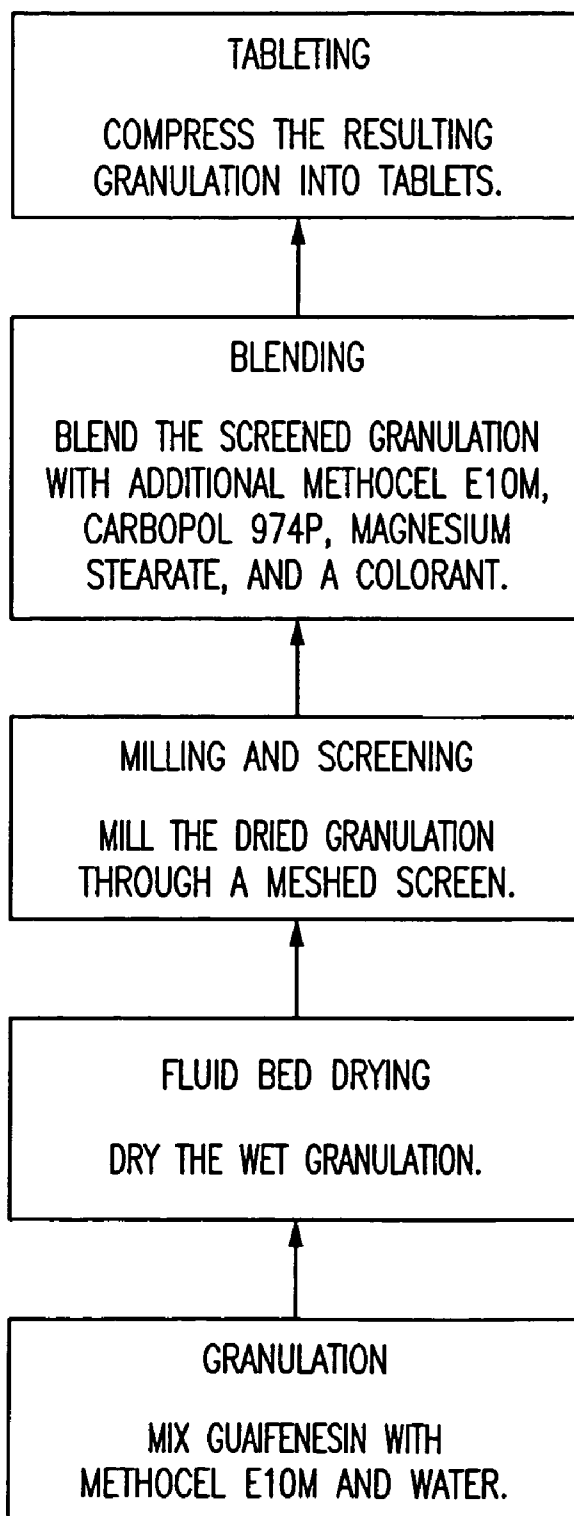 TABLETING
COMPRESS THE RESULTING
GRANULATION INTO TABLETS.
BLENDING
BLEND THE SCREENED GRANULATION
WITH ADDITIONAL METHOCEL E10M,
CARBOPOL 974P, MAGNESIUM
STEARATE, AND A COLORANT.
MILLING AND SCREENING
MILL THE DRIED GRANULATION
THROUGH A MESHED SCREEN.
FLUID BED DRYING
DRY THE WET GRANULATION.
GRANULATION
MIX GUAIFENESIN WITH
METHOCEL E10M AND WATER.